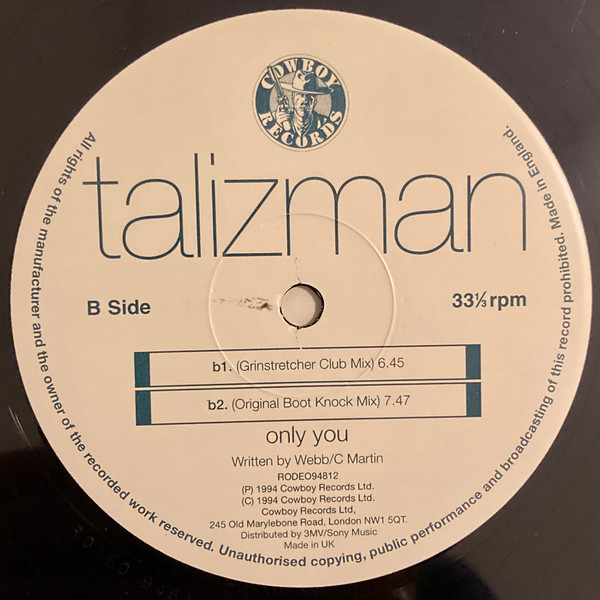 COWBOY
RECORDS
talizman
B Side
33⅓ rpm
b1. (Grinstretcher Club Mix) 6.45
b2. (Original Boot Knock Mix) 7.47
only you
Written by Webb/C Martin
RODEO94812
(P) 1994 Cowboy Records Ltd.
(C) 1994 Cowboy Records Ltd.
Cowboy Records Ltd,
245 Old Marylebone Road, London NW1 5QT.
Distributed by 3MV/Sony Music
Made in UK
All rights of the manufacturer and the owner of the recorded work reserved. Unauthorised copying, public performance and broadcasting of this record prohibited. Made in England.